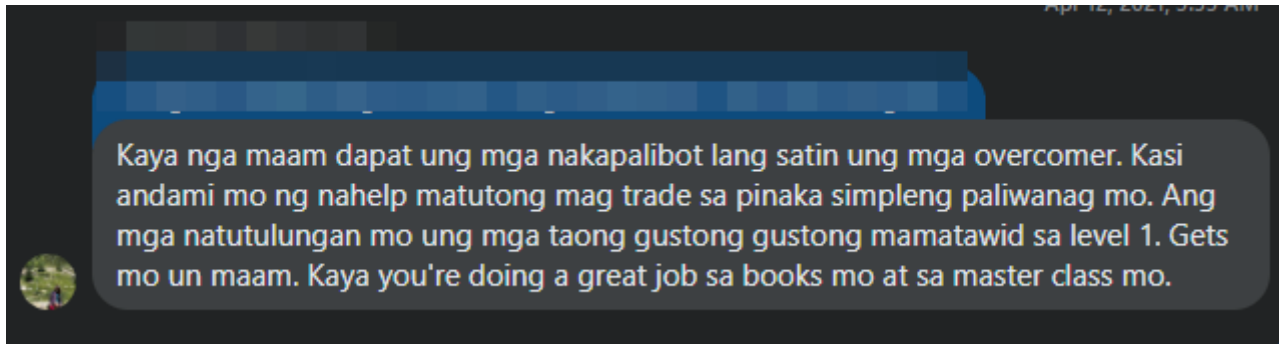 Kaya nga maam dapat ung mga nakapalibot lang satin ung mga overcomer. Kasi
andami mo ng nahelp matutong mag trade sa pinaka simpleng paliwanag mo. Ang
mga natutulungan mo ung mga taong gustong gustong mamatawid sa level 1. Gets
mo un maam. Kaya you're doing a great job sa books mo at sa master class mo.